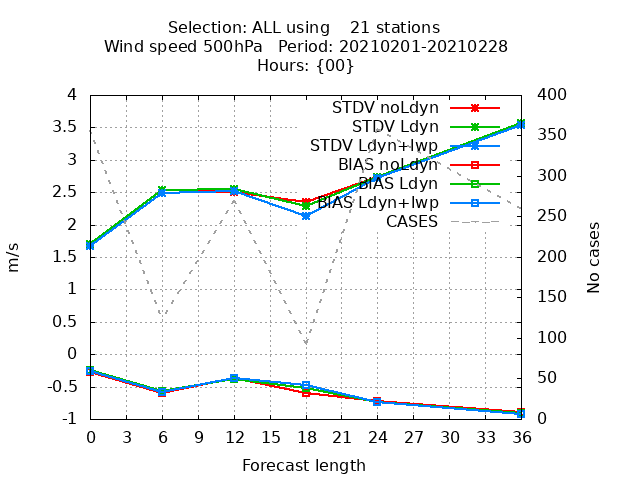 Selection: ALL using 21 stations
Wind speed 500hPa Period: 20210201-20210228
Hours: {00}
4 400
STDV noLdyn
3.5 350
STDV Ldyn
STDV Ldyn+lwp
3 300
BIAS noLdyn
BIAS Ldyn
2.5 250
BIAS Ldyn+lwp
CASES
2 200
m/s
No cases
1.5 150
1 100
0.5 50
0 0
-0.5
-1
0 3 6 9 12 15 18 21 24 27 30 33 36
Forecast length